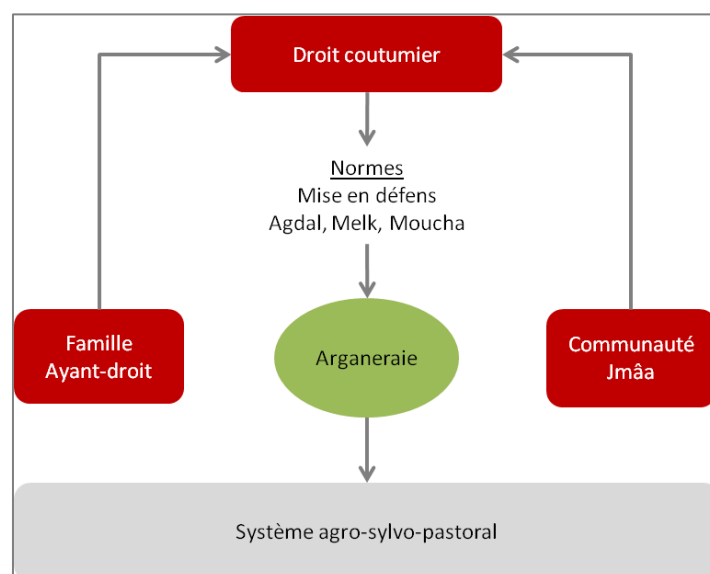 Droit coutumier
Normes
Mise en défens
Agdal, Melk, Moucha
Famille
Ayant-droit
Arganeraie
Communauté
Jmâa
Système agro-sylvo-pastoral